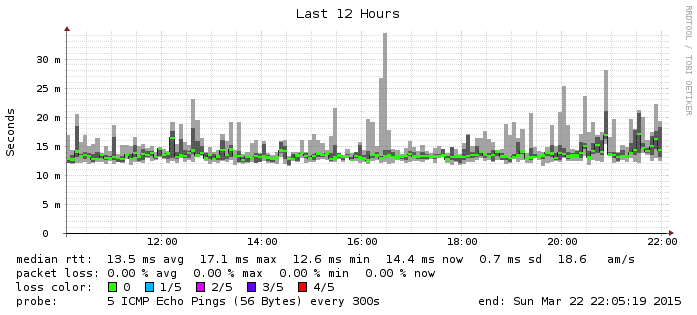 Last 12 Hours
RRDTOOL / TOBI OETIKER
Seconds
30 m
25 m
20 m
15 m
10 m
5 m
0
12:00 14:00 16:00 18:00 20:00 22:00
median rtt: 13.5 ms avg 17.1 ms max 12.6 ms min 14.4 ms now 0.7 ms sd 18.6 am/s
packet loss: 0.00 % avg 0.00 % max 0.00 % min 0.00 % now
loss color: 0 1/5 2/5 3/5 4/5
probe: 5 ICMP Echo Pings (56 Bytes) every 300s end: Sun Mar 22 22:05:19 2015